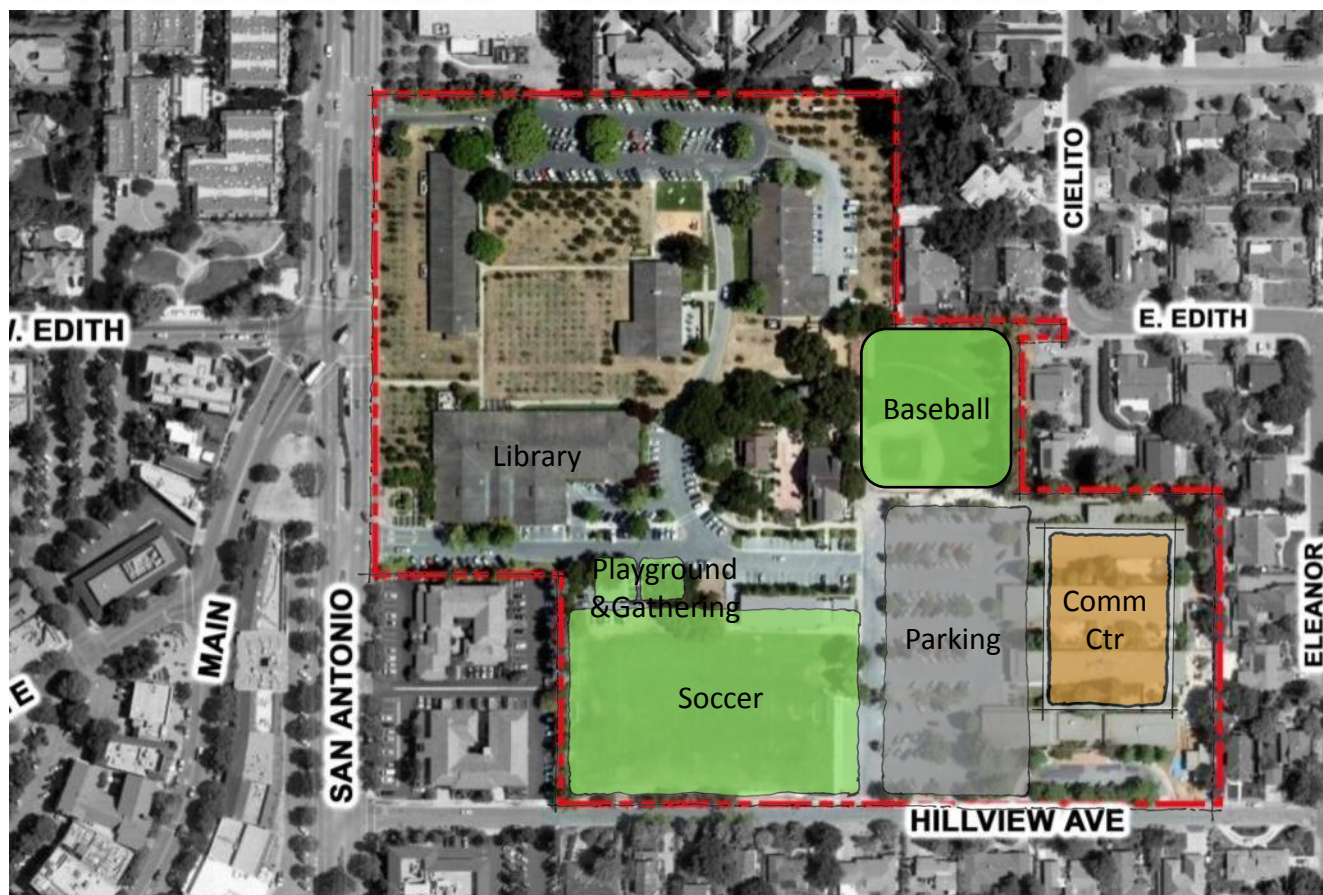 CIELITO
W. EDITH
E. EDITH
Baseball
Library
Playground
&Gathering
Comm
Ctr
Parking
Soccer
MAIN
SAN ANTONIO
ELEANOR
HILLVIEW AVE